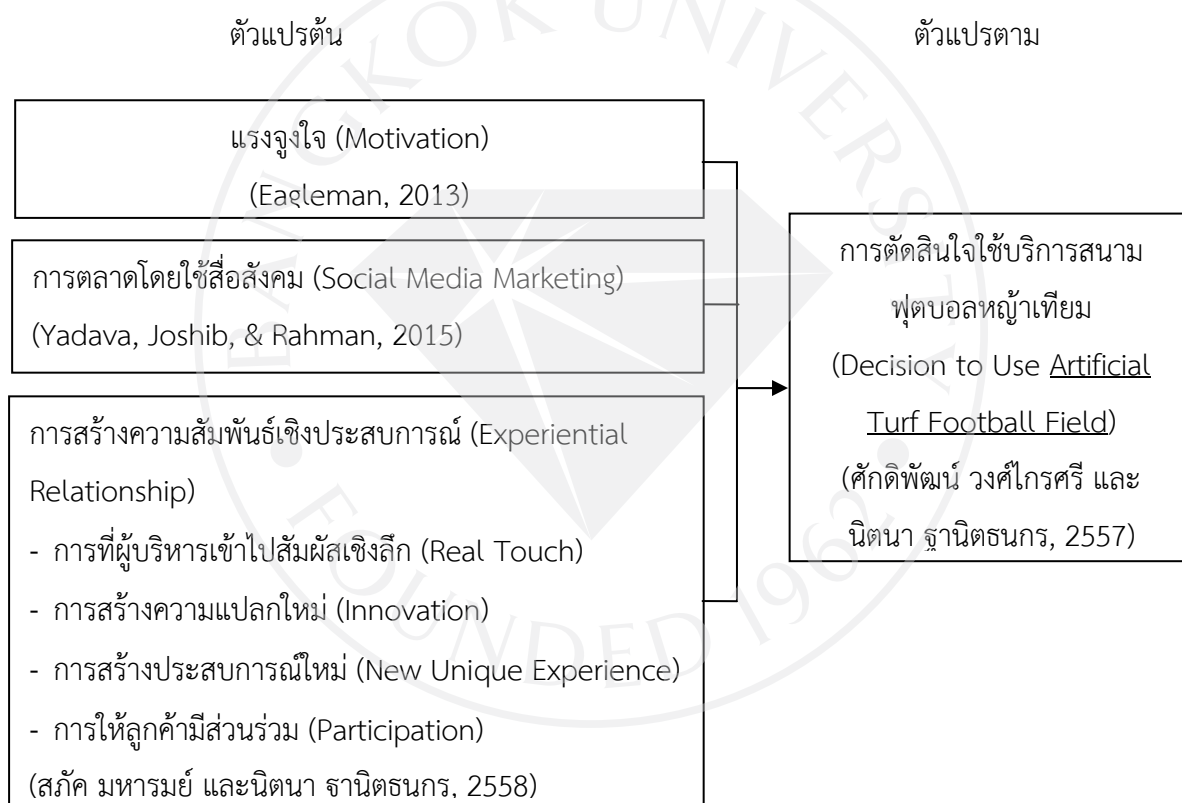 ตัวแปรต้น
ตัวแปรตาม
แรงจูงใจ (Motivation)
(Eagleman, 2013)
การตลาดโดยใช้สื่อสังคม (Social Media Marketing)
(Yadava, Joshib, & Rahman, 2015)
การสร้างความสัมพันธ์เชิงประสบการณ์ (Experiential
Relationship)
- การที่ผู้บริหารเข้าไปสัมผัสเชิงลึก (Real Touch)
- การสร้างความแปลกใหม่ (Innovation)
- การสร้างประสบการณ์ใหม่ (New Unique Experience)
- การให้ลูกค้ามีส่วนร่วม (Participation)
(สภัค มหารมย์ และนิตนา ฐานิตธนกร, 2558)
การตัดสินใจใช้บริการสนาม
ฟุตบอลหญ้าเทียม
(Decision to Use Artificial
Turf Football Field)
(ศักดิพัฒน์ วงศ์ไกรศรี และ
นิตนา ฐานิตธนกร, 2557)
BANGKOK UNIVERSITY
FOUNDED 1962